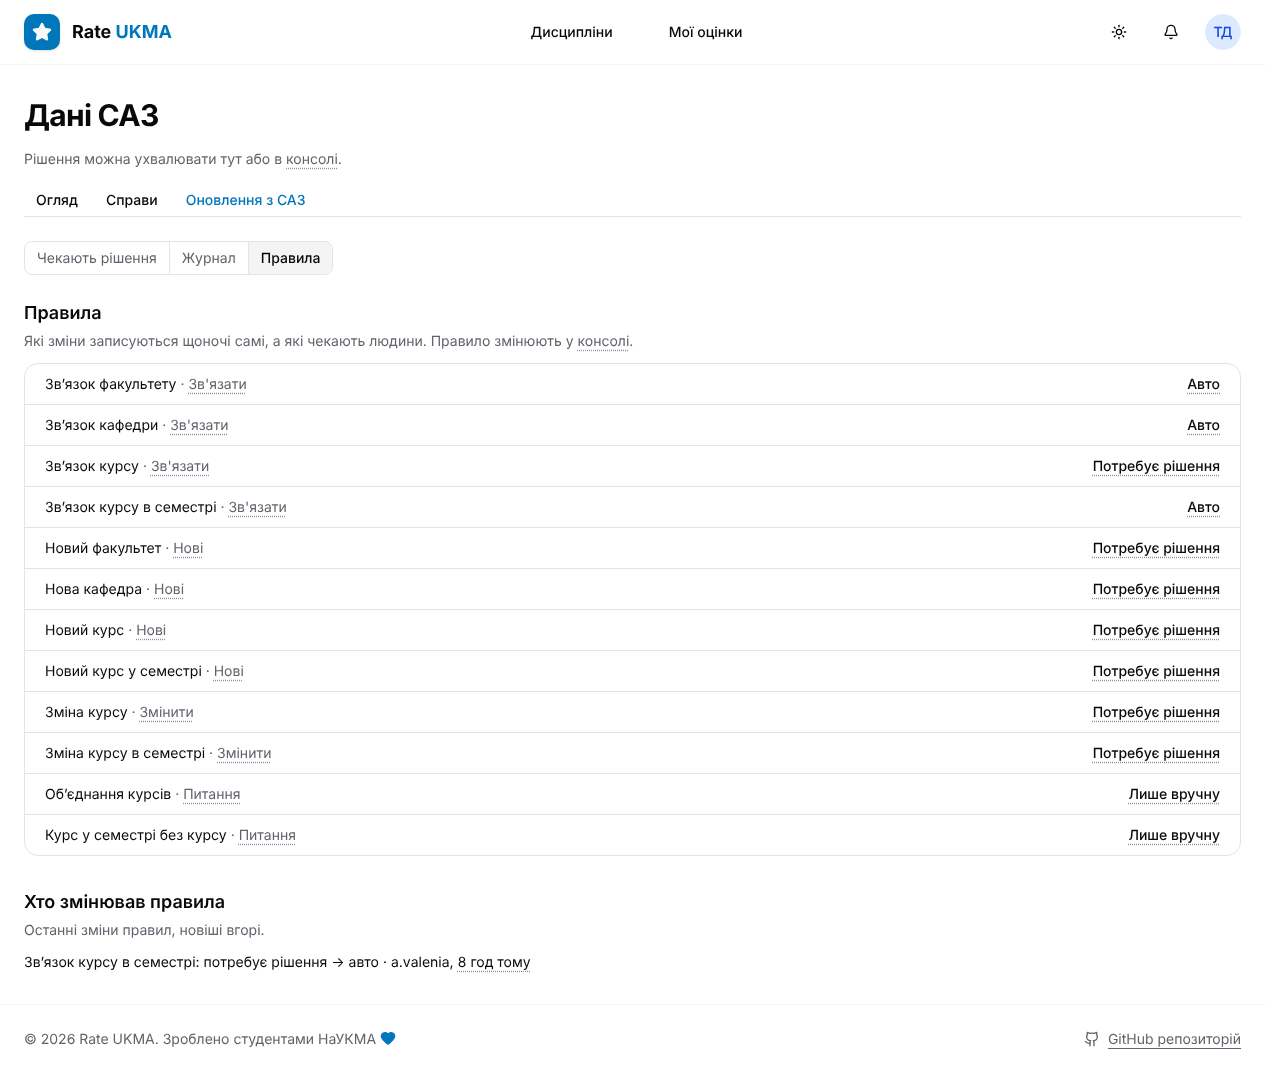 Rate UKMA
Дисципліни
Мої оцінки
ТД
Дані САЗ
Рішення можна ухвалювати тут або в консолі.
Огляд
Справи
Оновлення з САЗ
Чекають рішення
Журнал
Правила
Правила
Які зміни записуються щоночі самі, а які чекають людини. Правило змінюють у консолі.
Зв’язок факультету · Зв'язати
Авто
Зв’язок кафедри · Зв'язати
Авто
Зв’язок курсу · Зв'язати
Потребує рішення
Зв’язок курсу в семестрі · Зв'язати
Авто
Новий факультет · Нові
Потребує рішення
Нова кафедра · Нові
Потребує рішення
Новий курс · Нові
Потребує рішення
Новий курс у семестрі · Нові
Потребує рішення
Зміна курсу · Змінити
Потребує рішення
Зміна курсу в семестрі · Змінити
Потребує рішення
Об’єднання курсів · Питання
Лише вручну
Курс у семестрі без курсу · Питання
Лише вручну
Хто змінював правила
Останні зміни правил, новіші вгорі.
Зв’язок курсу в семестрі: потребує рішення → авто · a.valenia, 8 год тому
© 2026 Rate UKMA. Зроблено студентами НаУКМА 💙
GitHub репозиторій